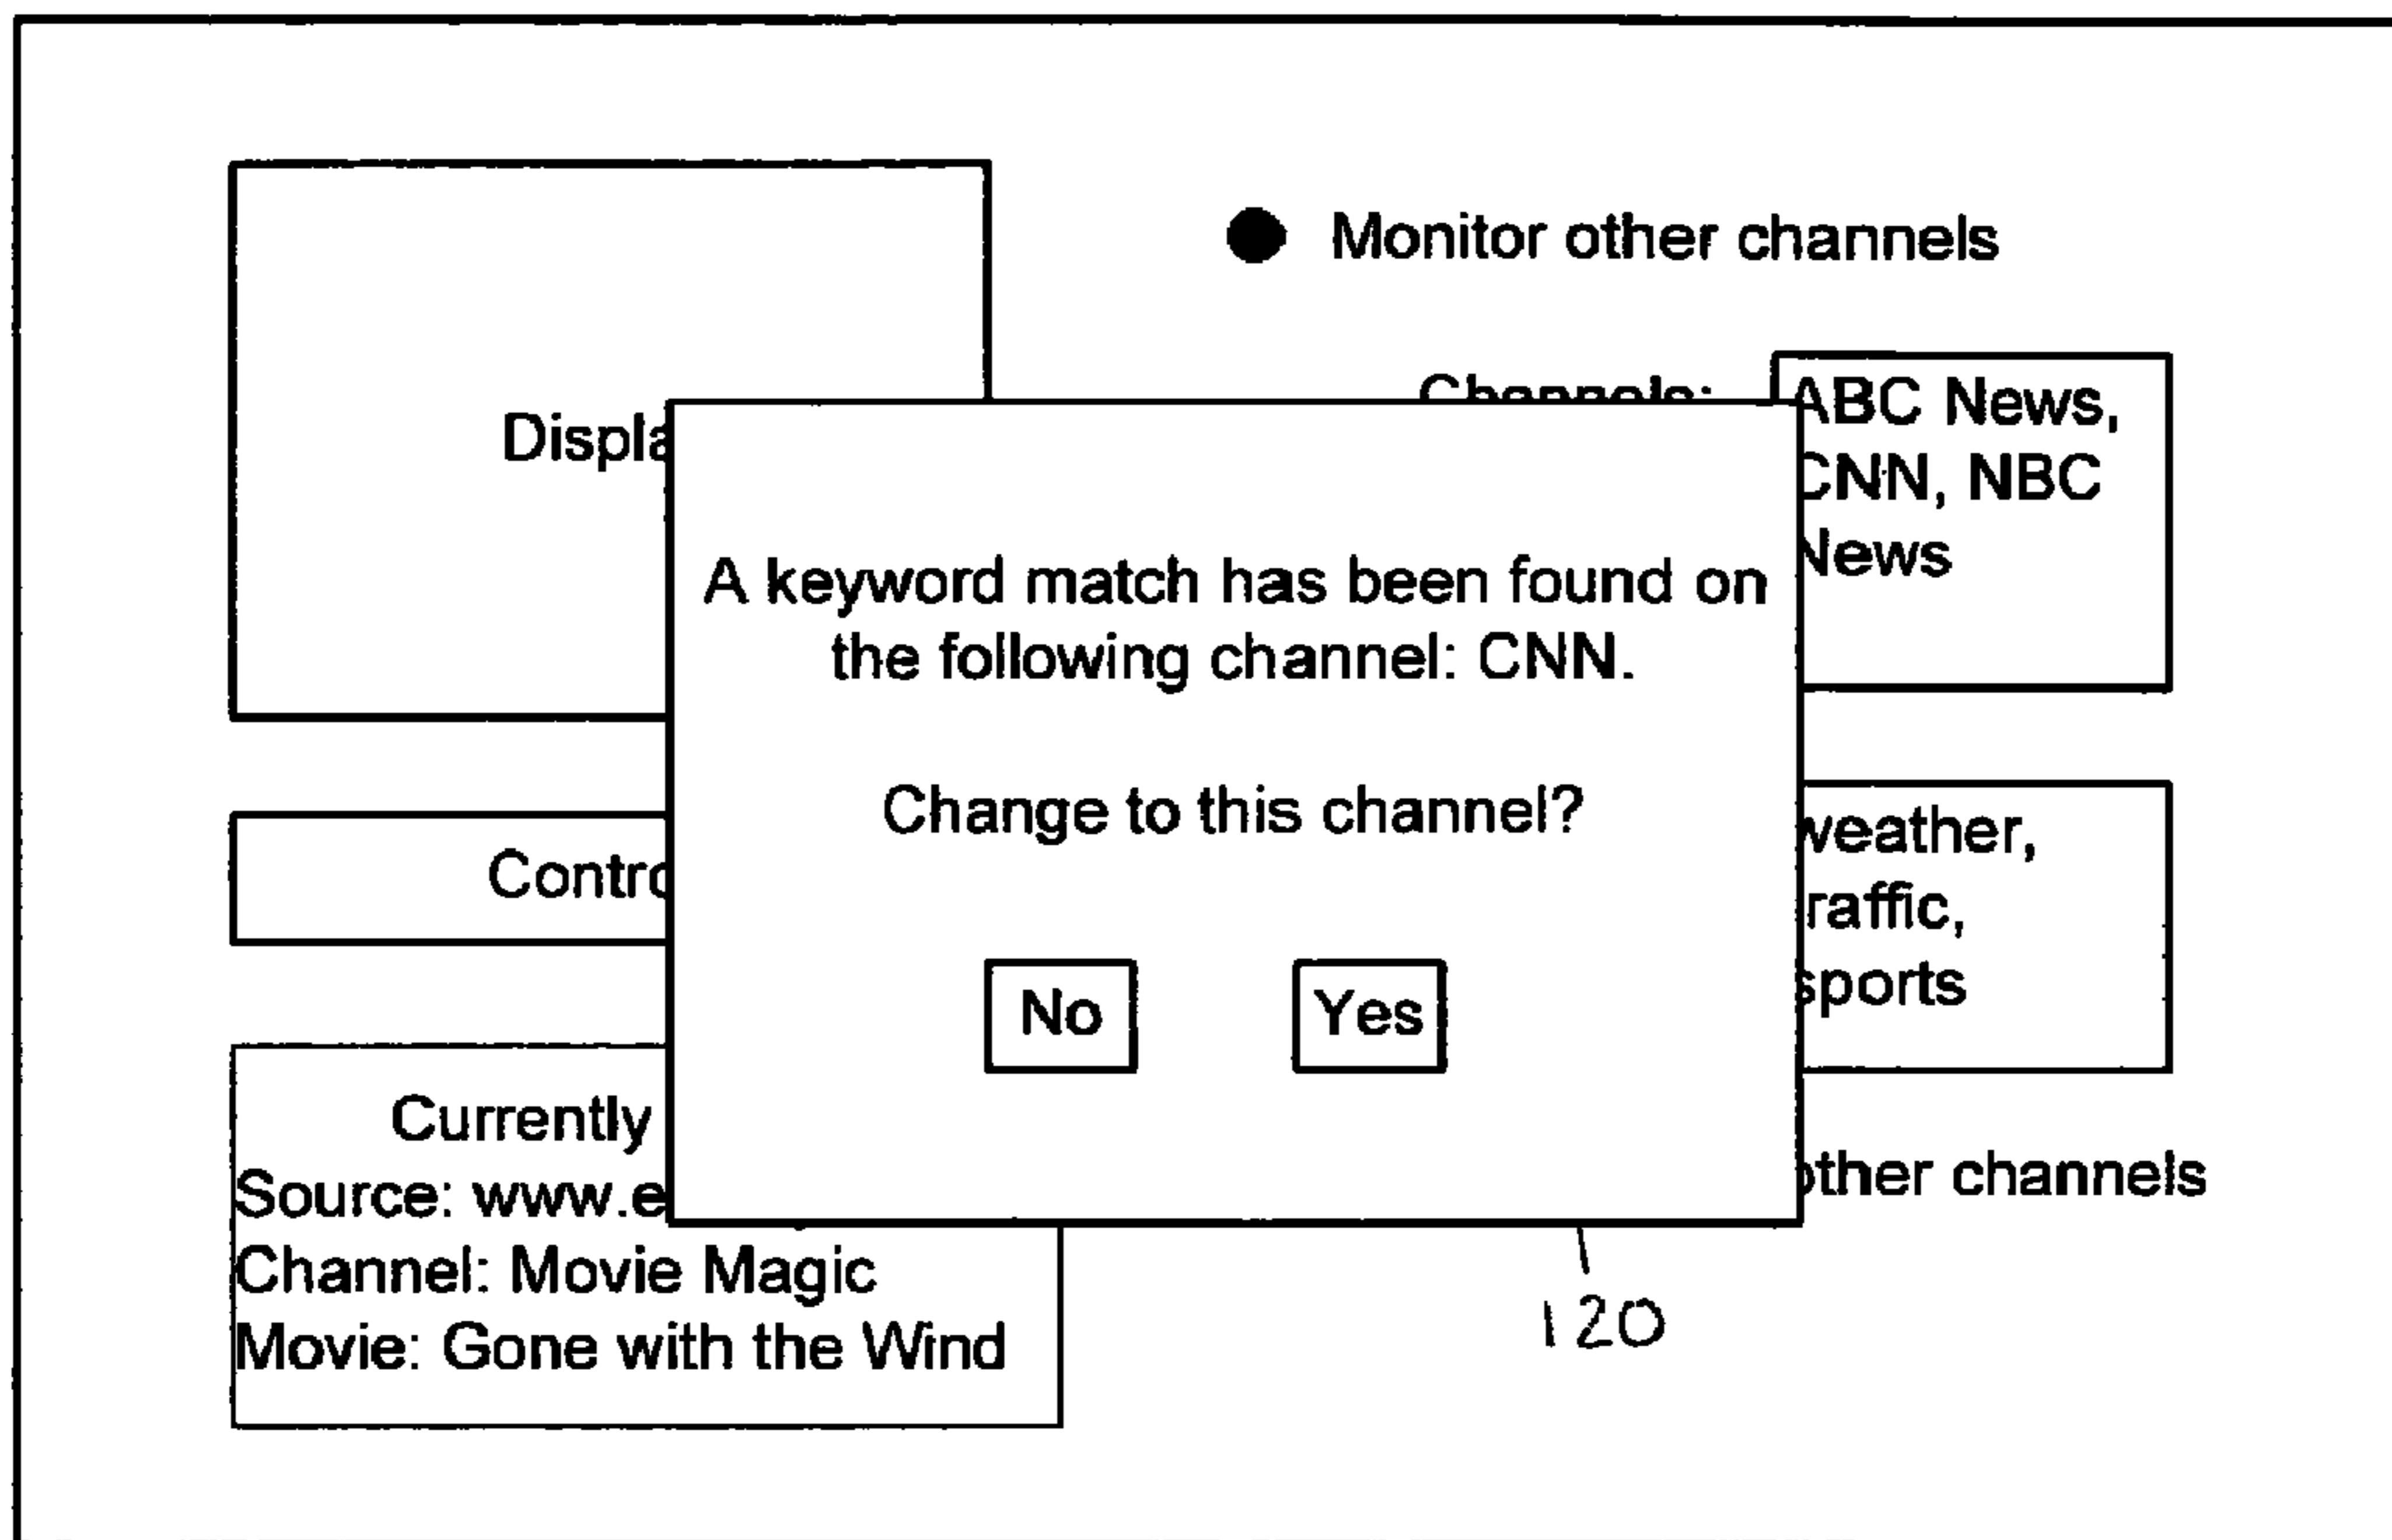 Monitor other channels
Channels:
ABC News,
CNN, NBC
News
Displa
A keyword match has been found on
the following channel: CNN.
Change to this channel?
No
Yes
Contro
weather,
raffic,
sports
Currently
Source: www.e
Channel: Movie Magic
Movie: Gone with the Wind
other channels
120